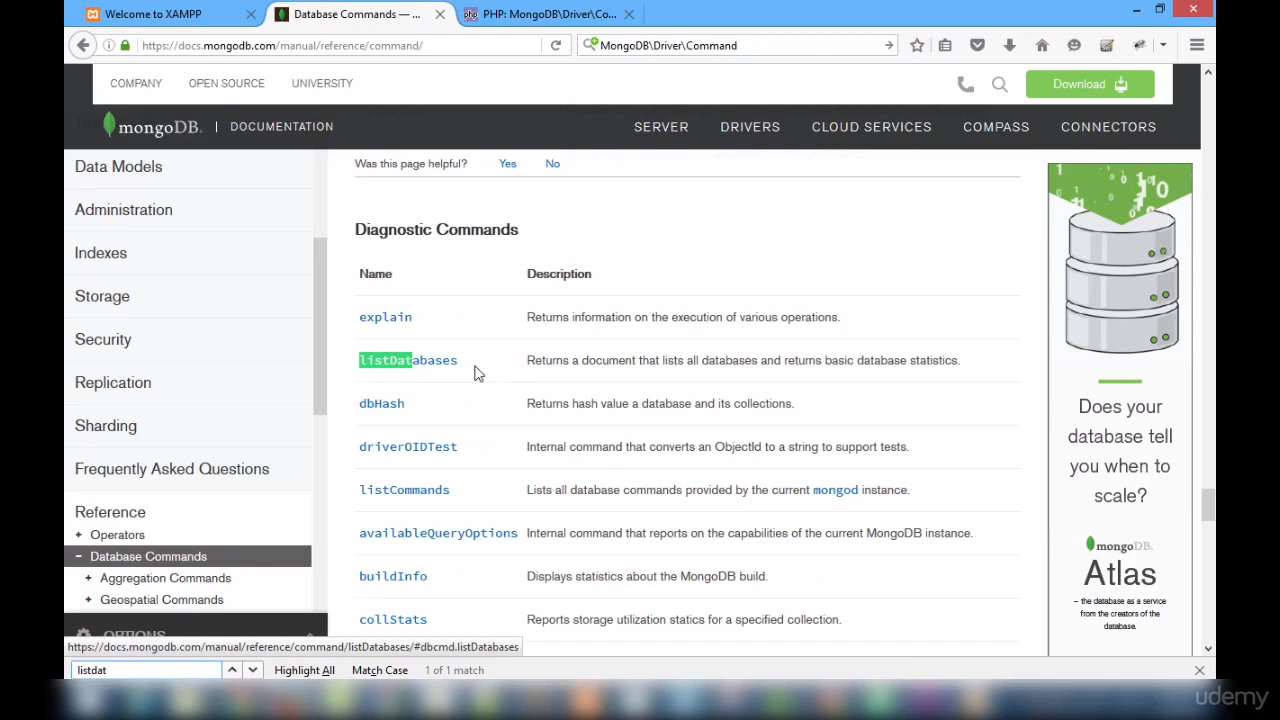 Welcome to XAMPP
Database Commands — ...
PHP: MongoDB\Driver\Co...
https://docs.mongodb.com/manual/reference/command/
MongoDB\Driver\Command
COMPANY OPEN SOURCE UNIVERSITY
Download
mongoDB. | DOCUMENTATION
SERVER DRIVERS CLOUD SERVICES COMPASS CONNECTORS
Data Models
Administration
Indexes
Storage
Security
Replication
Sharding
Frequently Asked Questions
Reference
+ Operators
− Database Commands
+ Aggregation Commands
+ Geospatial Commands
OPTIONS
Was this page helpful? Yes No
Diagnostic Commands
Name Description
explain Returns information on the execution of various operations.
listDatabases Returns a document that lists all databases and returns basic database statistics.
dbHash Returns hash value a database and its collections.
driverOIDTest Internal command that converts an ObjectId to a string to support tests.
listCommands Lists all database commands provided by the current mongod instance.
availableQueryOptions Internal command that reports on the capabilities of the current MongoDB instance.
buildInfo Displays statistics about the MongoDB build.
collStats Reports storage utilization statics for a specified collection.
Does your
database tell
you when to
scale?
mongoDB.
Atlas
– the database as a service
from the creators of the
database.
https://docs.mongodb.com/manual/reference/command/listDatabases/#dbcmd.listDatabases
listdat
Highlight All Match Case 1 of 1 match
udemy